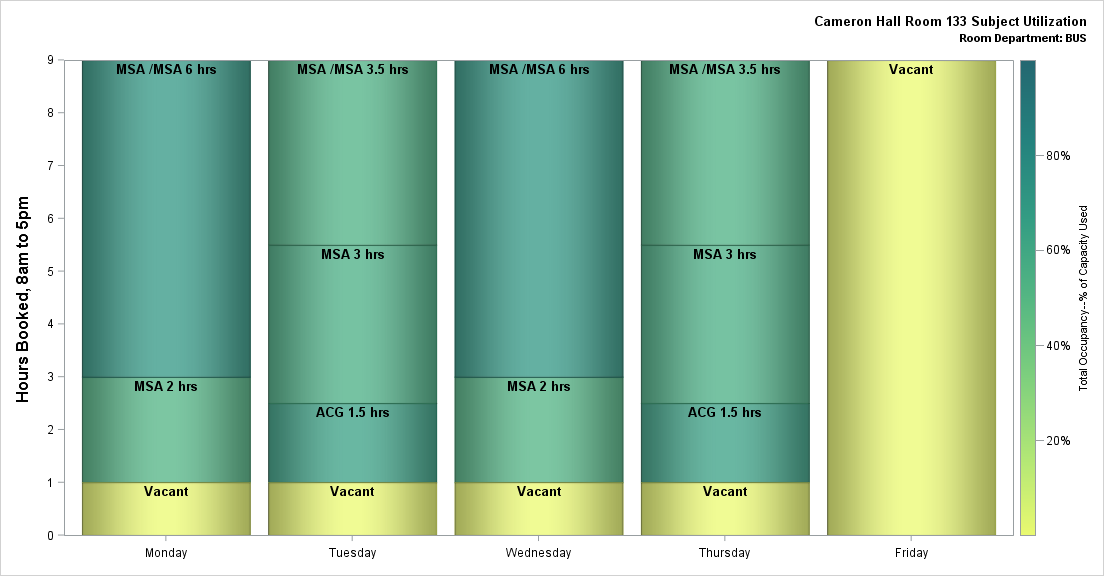 Cameron Hall Room 133 Subject Utilization
Room Department: BUS
Hours Booked, 8am to 5pm
9
8
7
6
5
4
3
2
1
0
MSA /MSA 6 hrs
MSA 2 hrs
Vacant
Monday
MSA /MSA 3.5 hrs
MSA 3 hrs
ACG 1.5 hrs
Vacant
Tuesday
MSA /MSA 6 hrs
MSA 2 hrs
Vacant
Wednesday
MSA /MSA 3.5 hrs
MSA 3 hrs
ACG 1.5 hrs
Vacant
Thursday
Vacant
Friday
80%
60%
40%
20%
Total Occupancy--% of Capacity Used